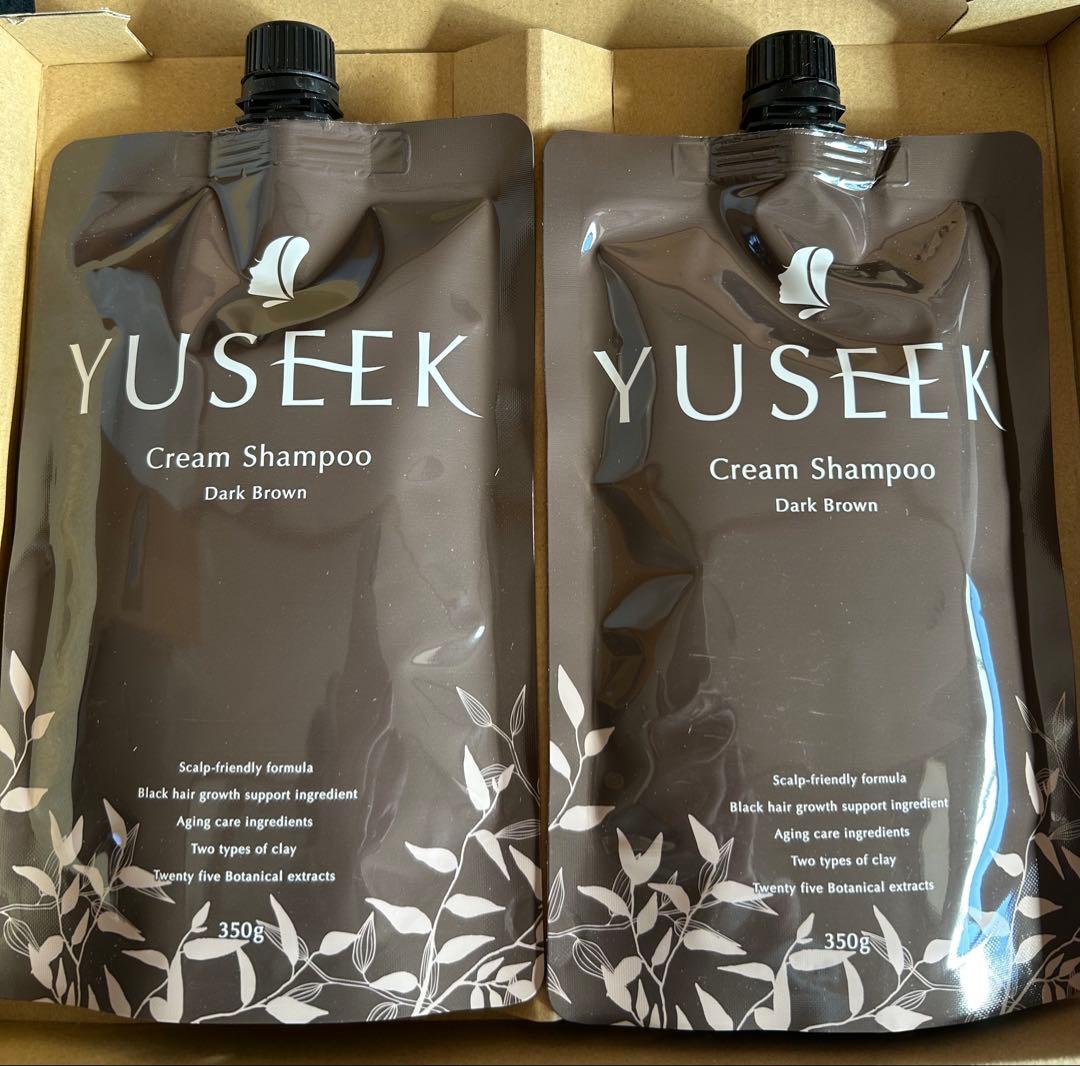 YUSEEK
Cream Shampoo
Dark Brown
Scalp-friendly formula
Black hair growth support ingredient
Aging care ingredients
Two types of clay
Twenty five Botanical extracts
350g
YUSEEK
Cream Shampoo
Dark Brown
Scalp-friendly formula
Black hair growth support ingredient
Aging care ingredients
Two types of clay
Twenty five Botanical extracts
350g